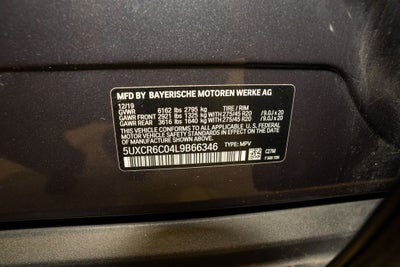 MFD BY BAYERISCHE MOTOREN WERKE AG
12/19
GVWR 6162 lbs 2795 kg TIRE / RIM
GAWR FRONT 2921 lbs 1325 kg 275/45 R20 / 9.0J x 20
GAWR REAR 3616 lbs 1640 kg 275/45 R20 / 9.0J x 20
THIS VEHICLE CONFORMS TO ALL APPLICABLE U.S. FEDERAL
MOTOR VEHICLE SAFETY STANDARDS IN EFFECT ON THE
DATE OF MANUFACTURE SHOWN ABOVE.
5UXCR6C04L9B66346 TYPE: MPV
C27M